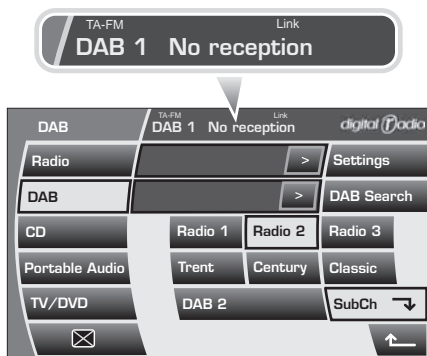 TA-FM Link
DAB 1 No reception
DAB
TA-FM Link
DAB 1 No reception
digital radio
Radio > Settings
DAB > DAB Search
CD Radio 1 Radio 2 Radio 3
Portable Audio Trent Century Classic
TV/DVD DAB 2 SubCh